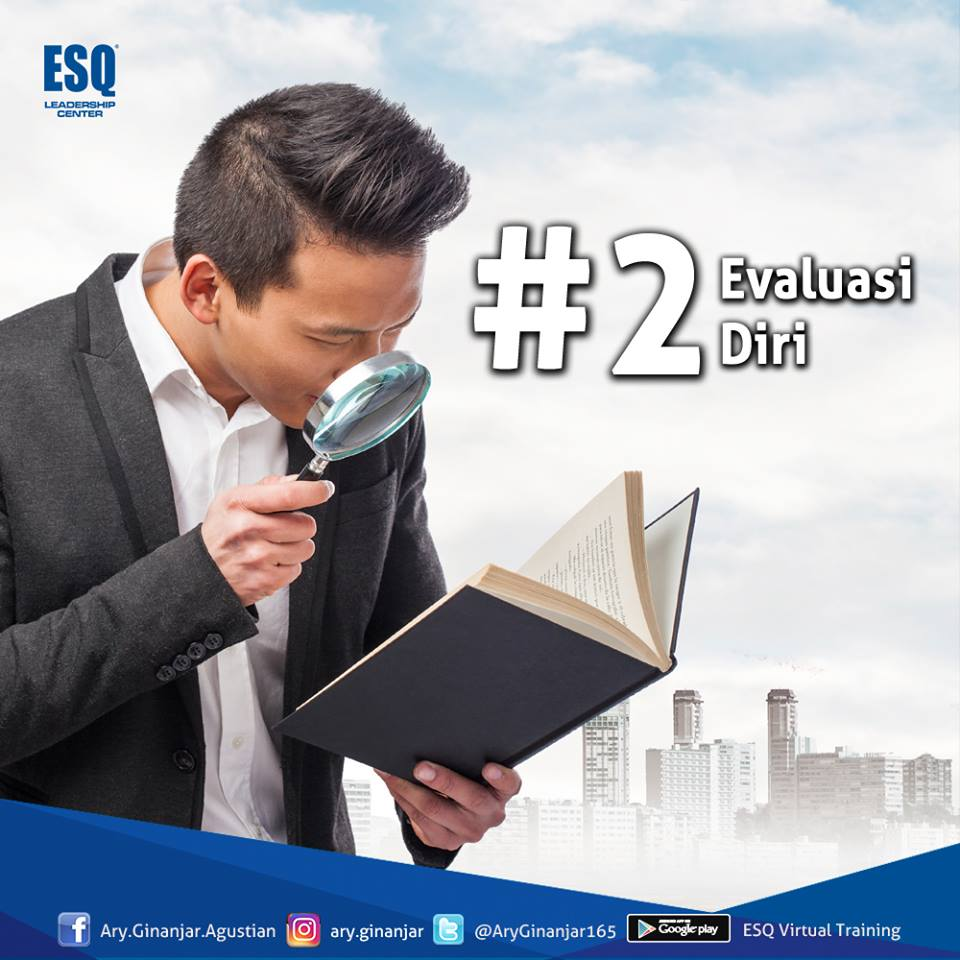 ESQ
LEADERSHIP
CENTER
#2 Evaluasi
Diri
Ary.Ginanjar.Agustian ary.ginanjar @AryGinanjar165 Google play ESQ Virtual Training